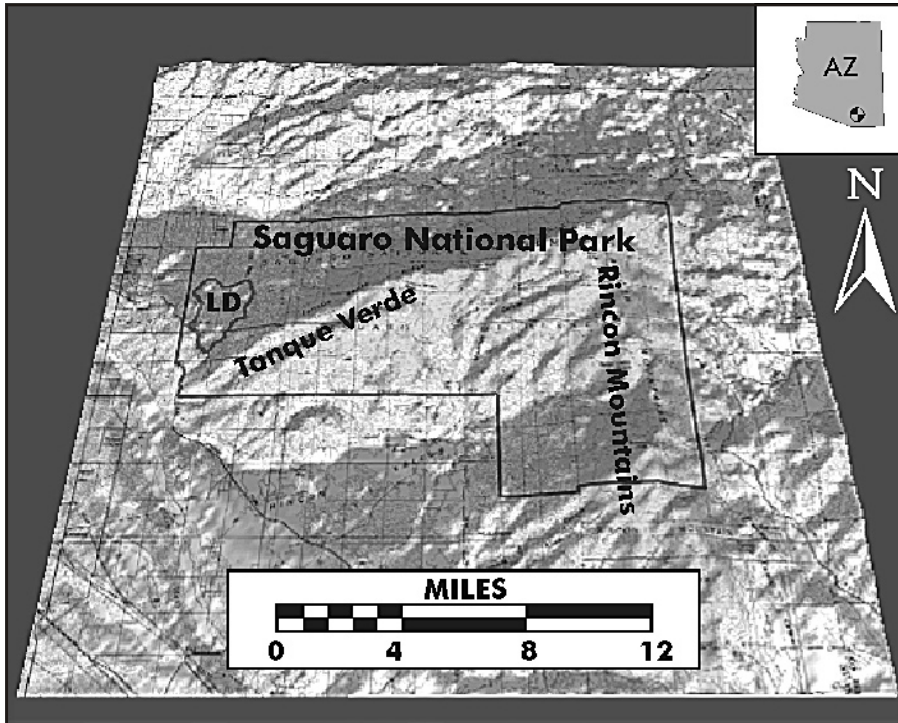 AZ
N
Saguaro National Park
LD
Tanque Verde
Rincon Mountains
MILES
0 4 8 12